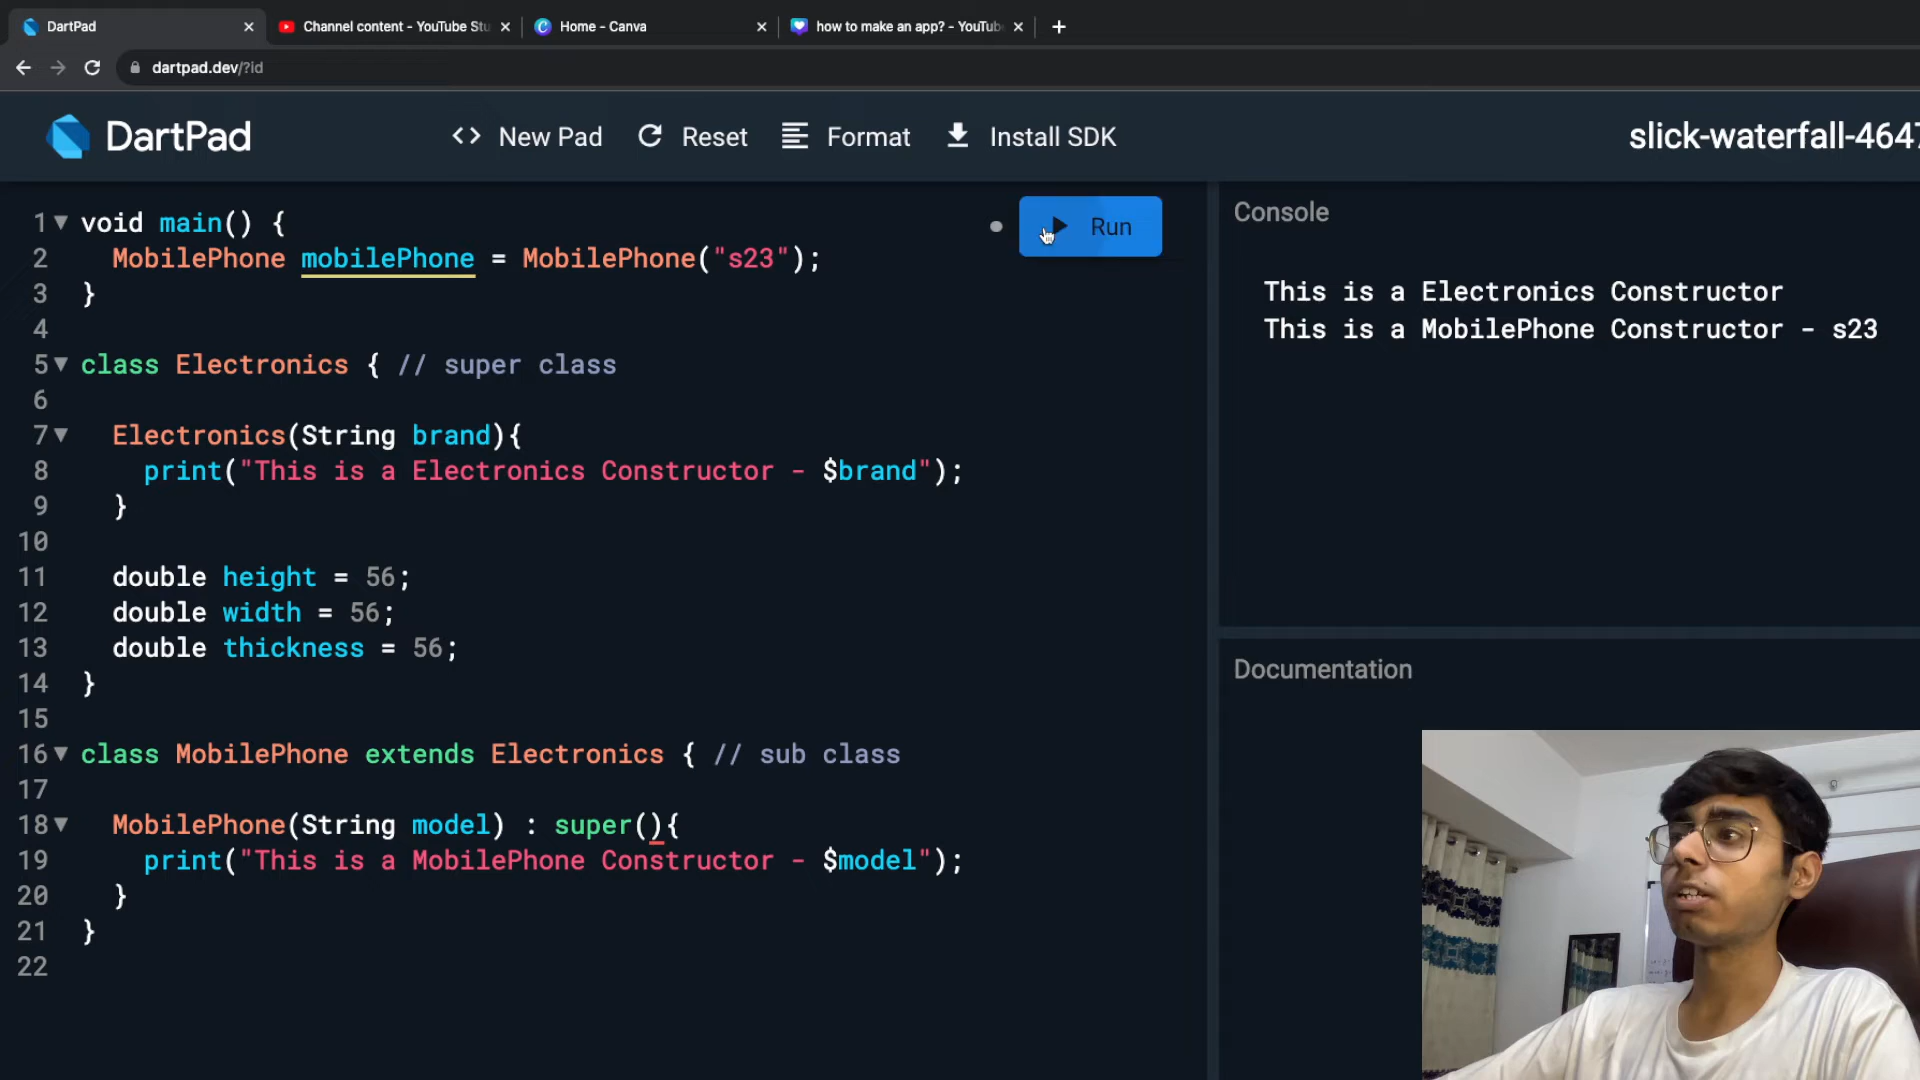 DartPad
Channel content - YouTube Stu
Home - Canva
how to make an app? - YouTub
dartpad.dev/?id
DartPad
New Pad
Reset
Format
Install SDK
slick-waterfall-4647
Run
1 void main() {
2 MobilePhone mobilePhone = MobilePhone("s23");
3 }
4
5 class Electronics { // super class
6
7 Electronics(String brand){
8 print("This is a Electronics Constructor - $brand");
9 }
10
11 double height = 56;
12 double width = 56;
13 double thickness = 56;
14 }
15
16 class MobilePhone extends Electronics { // sub class
17
18 MobilePhone(String model) : super(){
19 print("This is a MobilePhone Constructor - $model");
20 }
21 }
22
Console
This is a Electronics Constructor
This is a MobilePhone Constructor - s23
Documentation